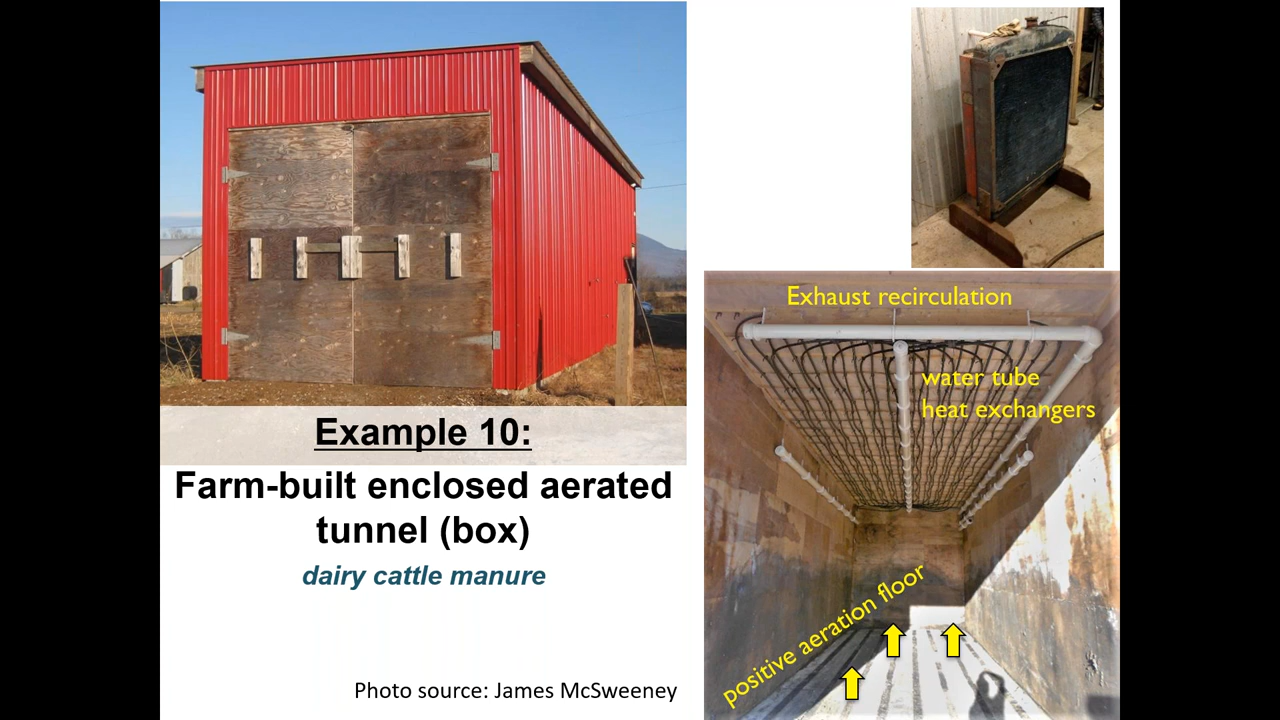 Example 10:
Farm-built enclosed aerated
tunnel (box)
dairy cattle manure
Photo source: James McSweeney
Exhaust recirculation
water tube
heat exchangers
positive aeration floor